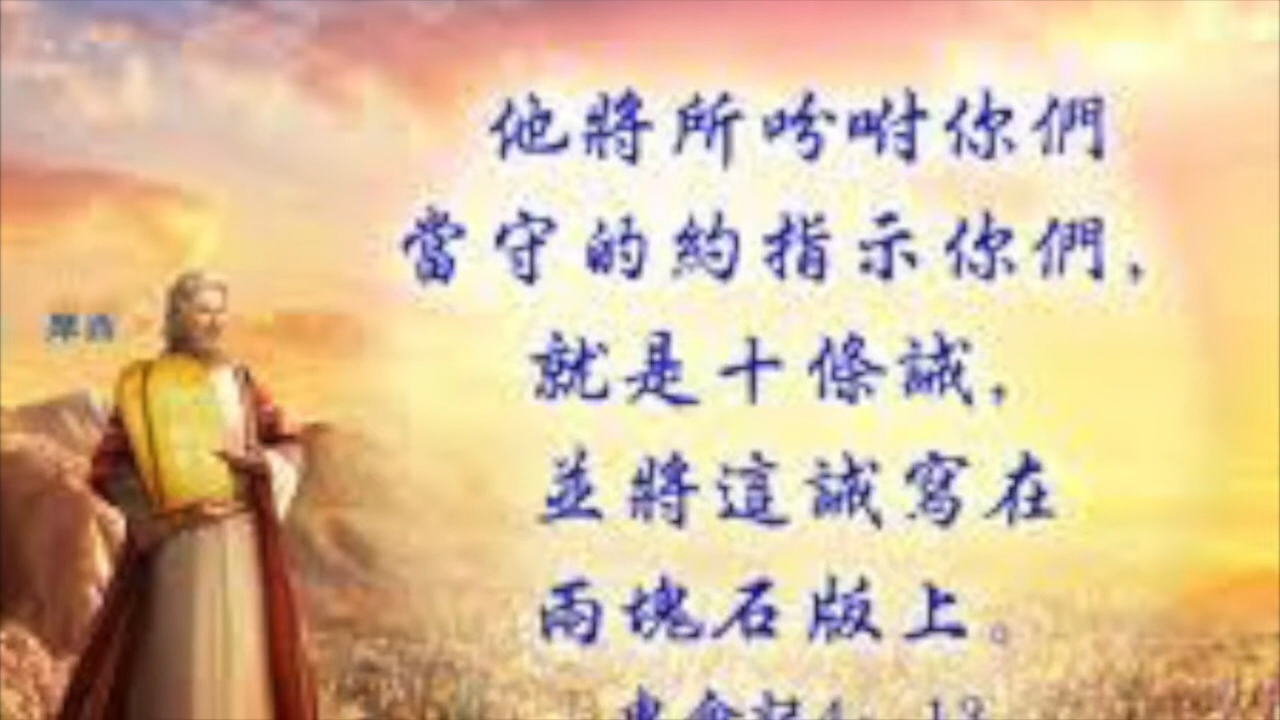 他將所吩咐你們
當守的約指示你們，
就是十條誡，
並將這誡寫在
兩塊石版上。
摩西